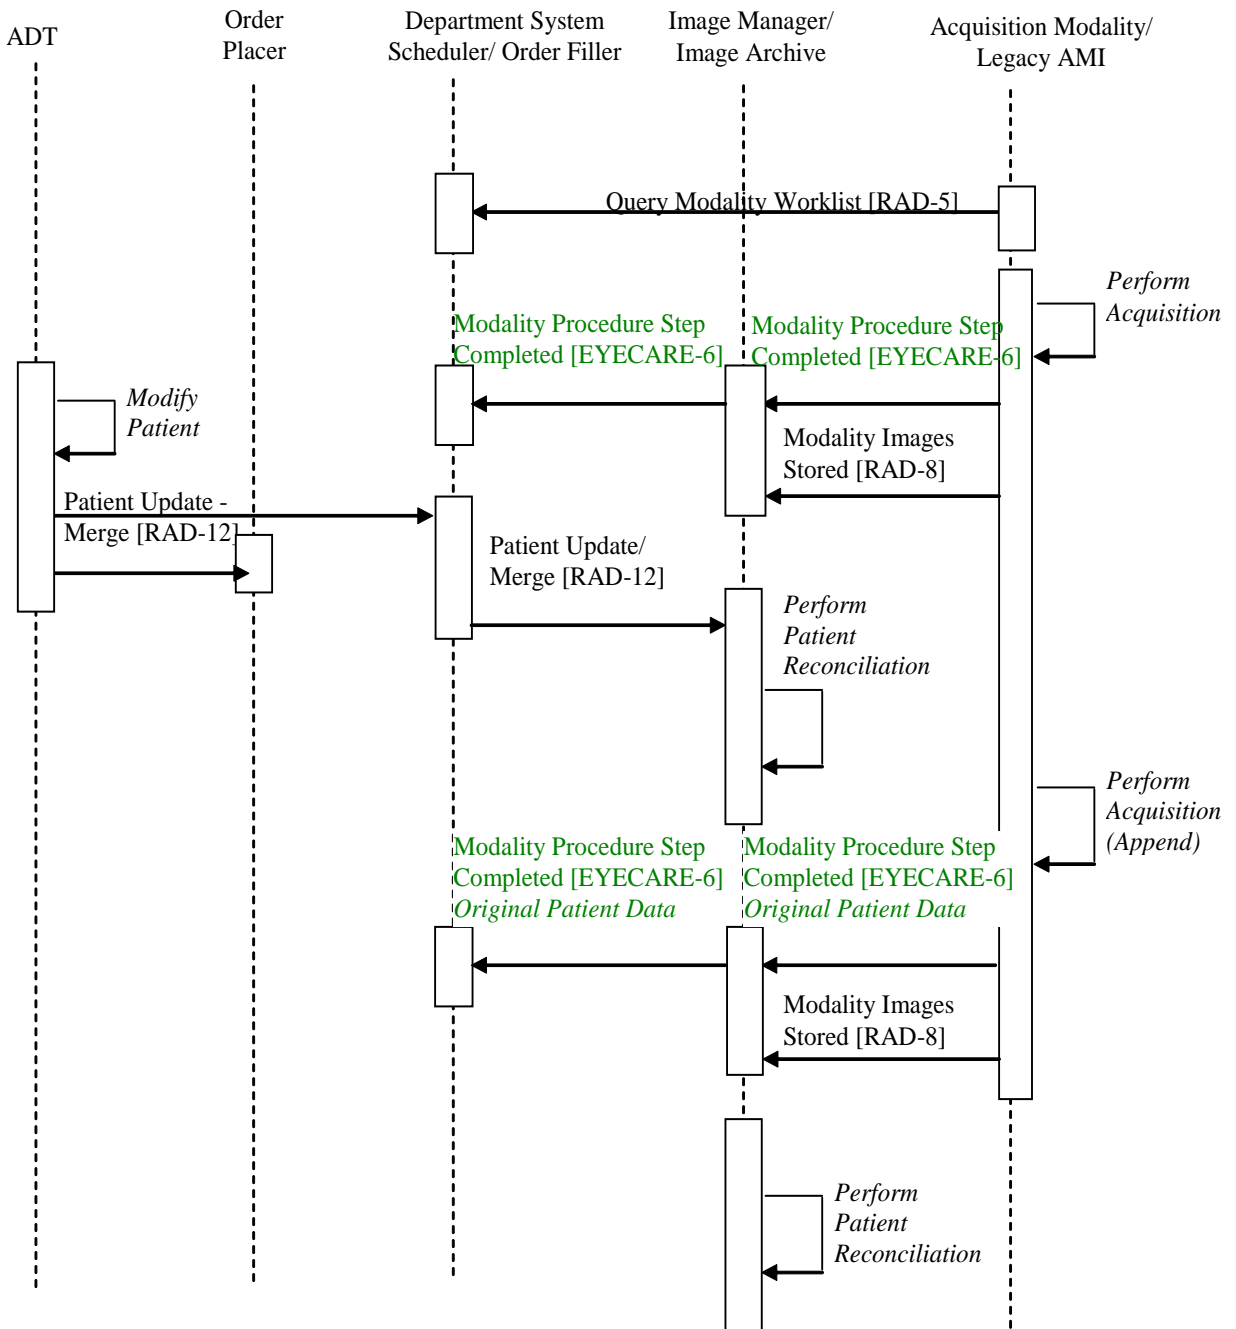 ADT
Order
Placer
Department System
Scheduler/ Order Filler
Image Manager/
Image Archive
Acquisition Modality/
Legacy AMI
Query Modality Worklist [RAD-5]
Perform
Acquisition
Modality Procedure Step
Completed [EYECARE-6]
Modality Procedure Step
Completed [EYECARE-6]
Modify
Patient
Modality Images
Stored [RAD-8]
Patient Update -
Merge [RAD-12]
Patient Update/
Merge [RAD-12]
Perform
Patient
Reconciliation
Perform
Acquisition
(Append)
Modality Procedure Step
Completed [EYECARE-6]
Original Patient Data
Modality Procedure Step
Completed [EYECARE-6]
Original Patient Data
Modality Images
Stored [RAD-8]
Perform
Patient
Reconciliation